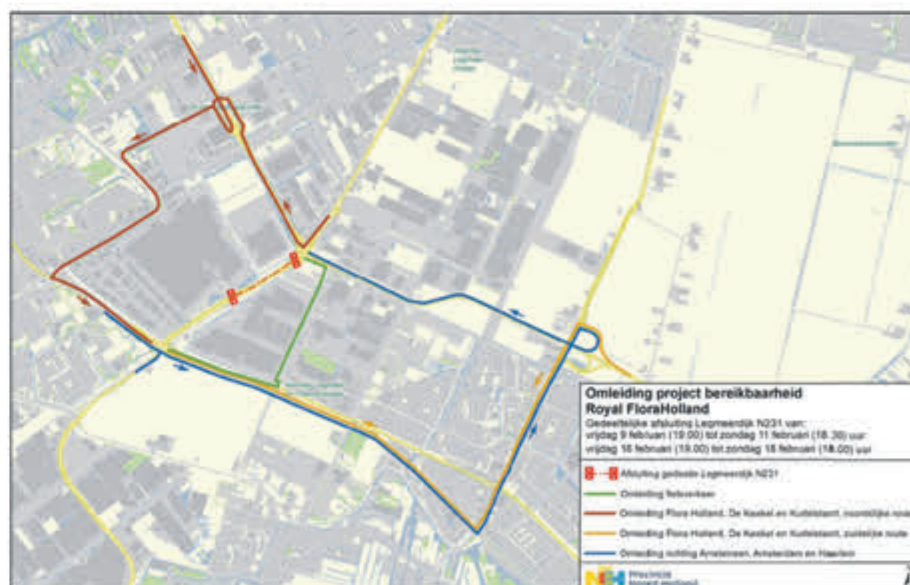 Omleiding project bereikbaarheid
Royal FloraHolland
Gedeeltelijke afsluiting Legmeerdijk N231 van:
vrijdag 9 februari (19.00) tot zondag 11 februari (18.30) uur
vrijdag 16 februari (19.00) tot zondag 18 februari (18.00) uur
Afsluiting gedeelte Legmeerdijk N231
Omleiding fietsverkeer
Omleiding Flora Holland, De Kwakel en Kudelstaart, noordelijke route
Omleiding Flora Holland, De Kwakel en Kudelstaart, zuidelijke route
Omleiding richting Amstelveen, Amsterdam en Haarlem
Provincie